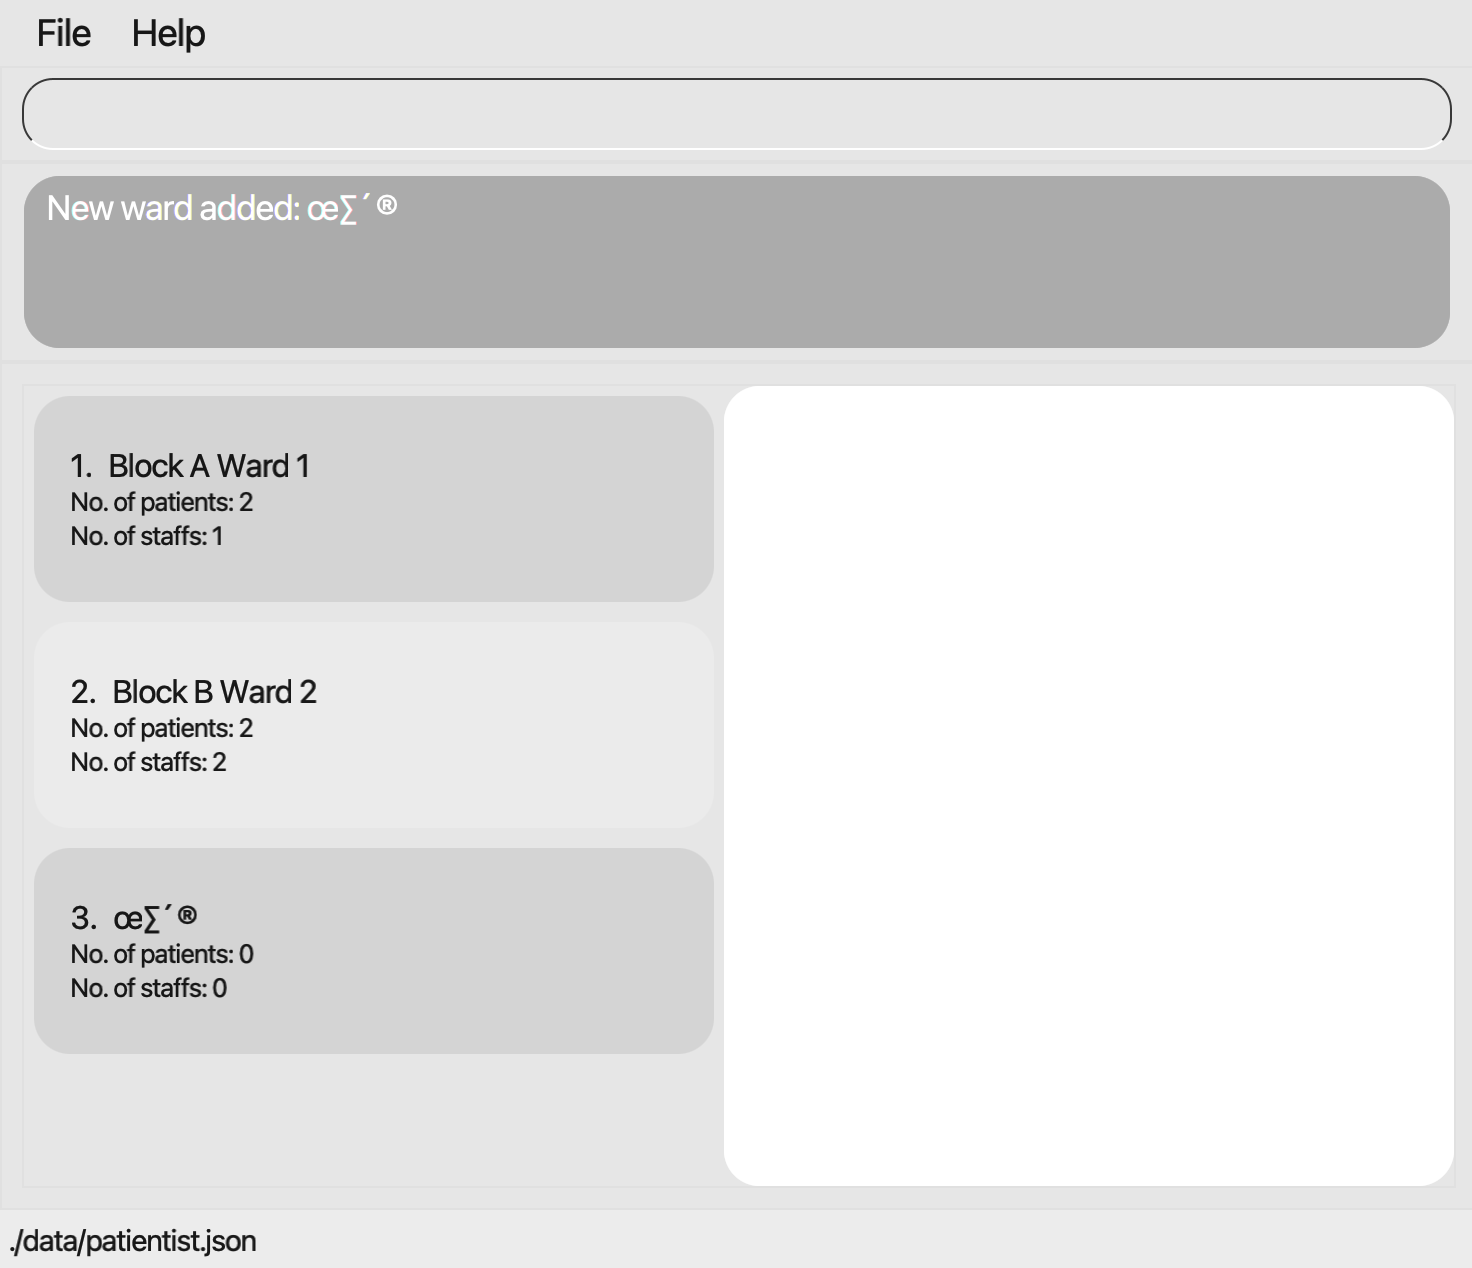 File Help
New ward added: œ∑´®
1. Block A Ward 1
No. of patients: 2
No. of staffs: 1
2. Block B Ward 2
No. of patients: 2
No. of staffs: 2
3. œ∑´®
No. of patients: 0
No. of staffs: 0
./data/patientist.json